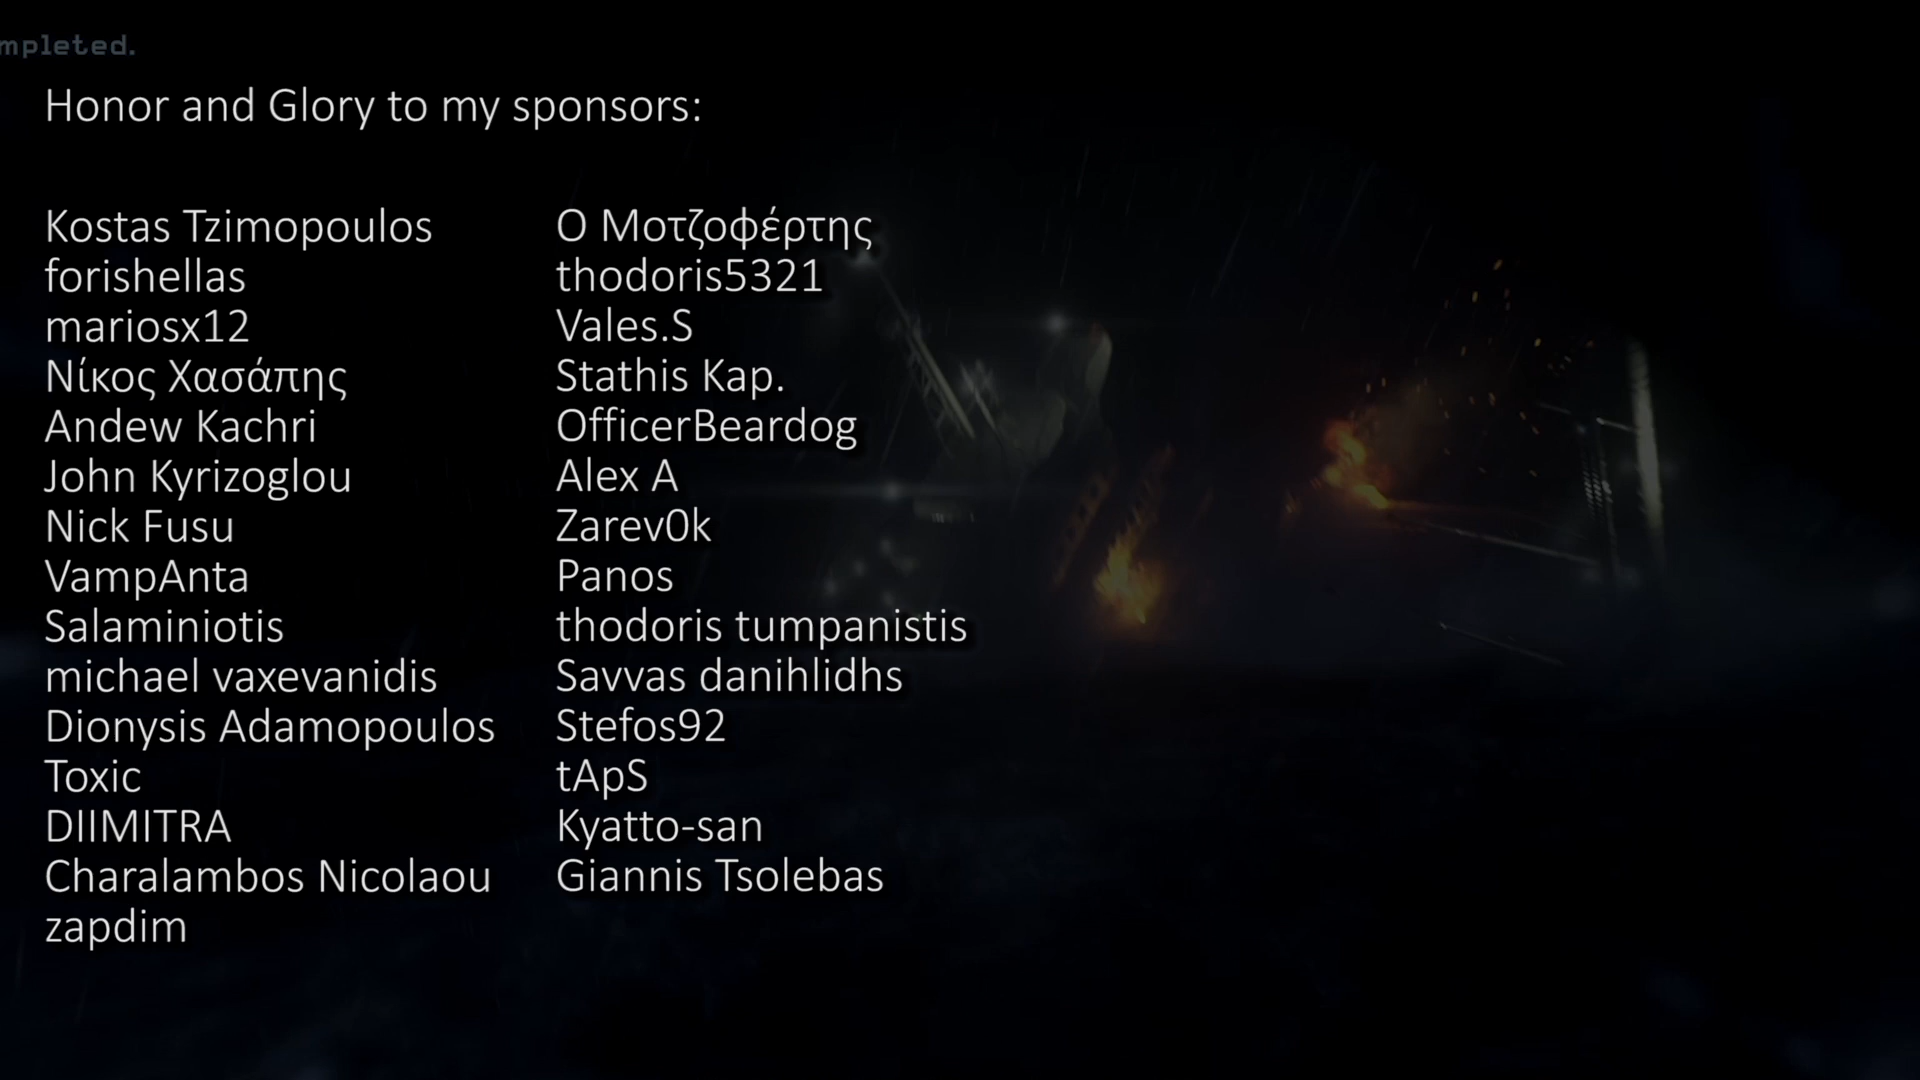 mpleted.
Honor and Glory to my sponsors:
Kostas Tzimopoulos
forishellas
mariosx12
Νίκος Χασάπης
Andew Kachri
John Kyrizoglou
Nick Fusu
VampAnta
Salaminiotis
michael vaxevanidis
Dionysis Adamopoulos
Toxic
DIIMITRA
Charalambos Nicolaou
zapdim
Ο Μοτζοφέρτης
thodoris5321
Vales.S
Stathis Kap.
OfficerBeardog
Alex A
Zarev0k
Panos
thodoris tumpanistis
Savvas danihlidhs
Stefos92
tApS
Kyatto-san
Giannis Tsolebas